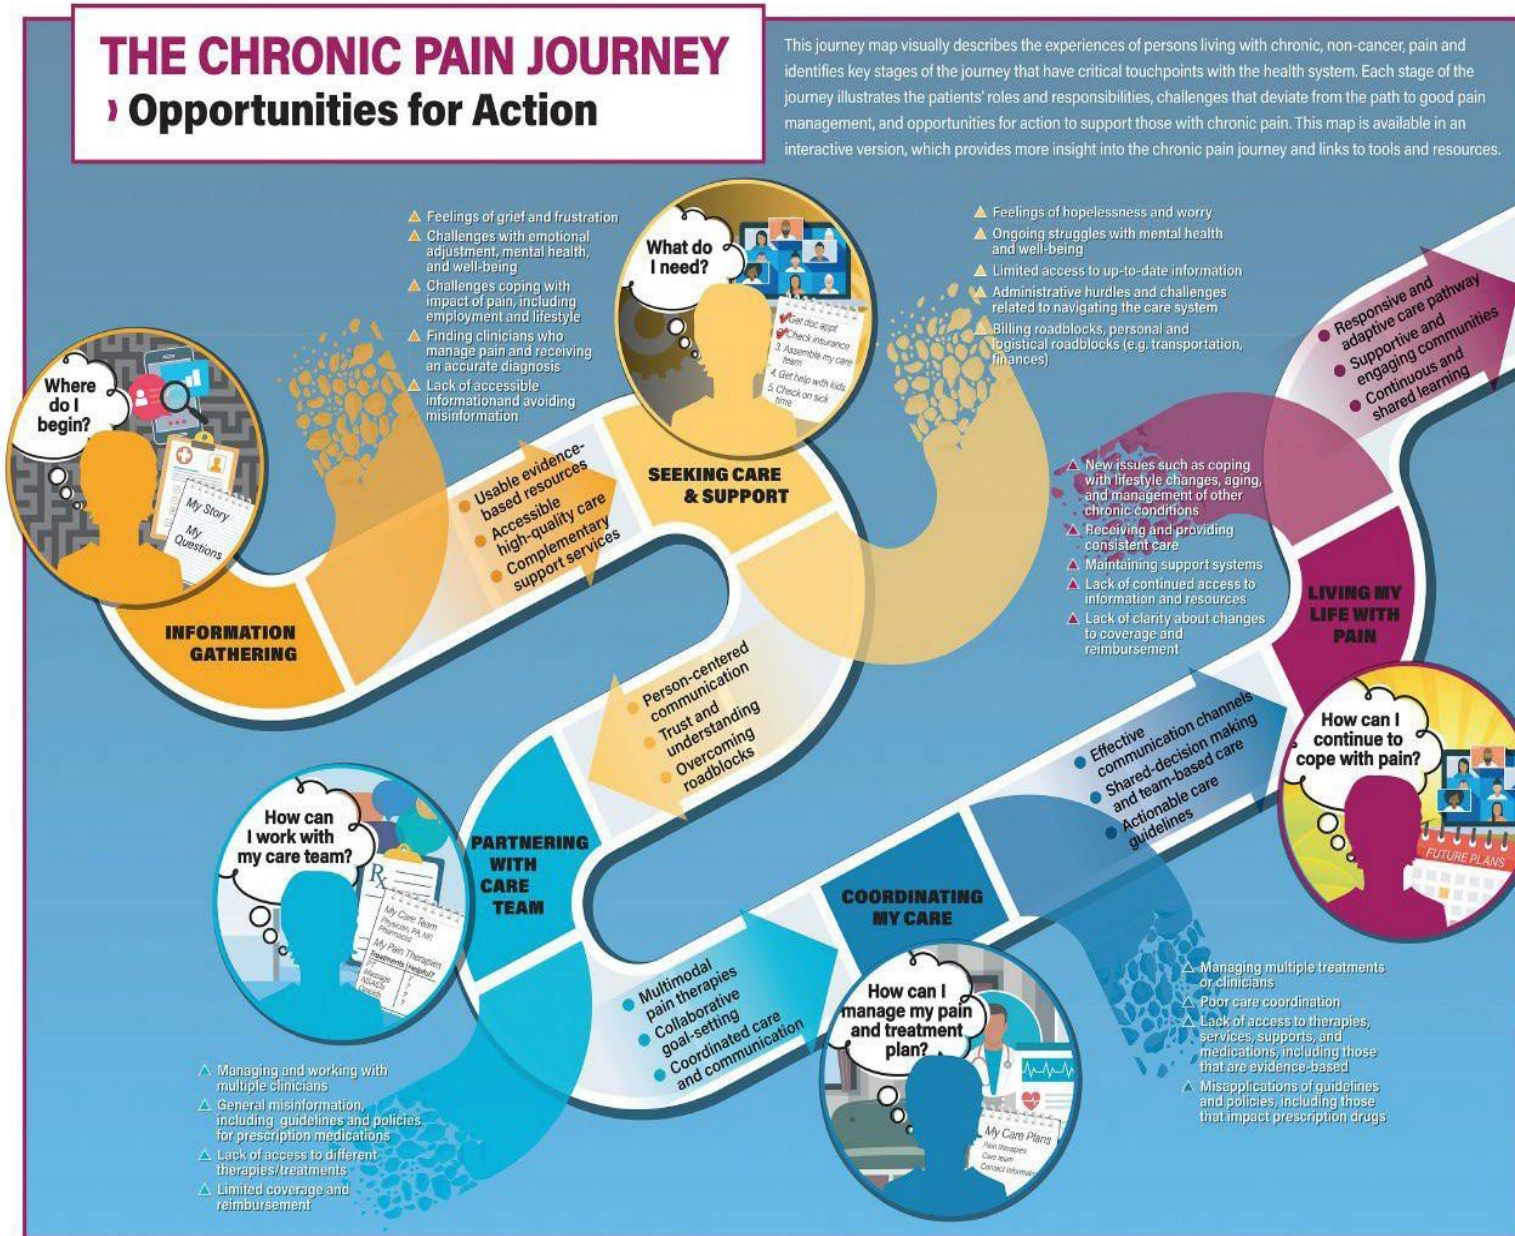 THE CHRONIC PAIN JOURNEY
› Opportunities for Action
This journey map visually describes the experiences of persons living with chronic, non-cancer, pain and
identifies key stages of the journey that have critical touchpoints with the health system. Each stage of the
journey illustrates the patients' roles and responsibilities, challenges that deviate from the path to good pain
management, and opportunities for action to support those with chronic pain. This map is available in an
interactive version, which provides more insight into the chronic pain journey and links to tools and resources.
Where
do I
begin?
My Story
My
Questions
INFORMATION
GATHERING
Feelings of grief and frustration
Challenges with emotional
adjustment, mental health,
and well-being
Challenges coping with
impact of pain, including
employment and lifestyle
Finding clinicians who
manage pain and receiving
an accurate diagnosis
Lack of accessible
informationand avoiding
misinformation
Usable evidence-
based resources
Accessible
high-quality care
Complementary
support services
What do
I need?
Get doc appt
Check insurance
3. Assemble my care
team
4. Get help with kids
5. Check on sick
time
SEEKING CARE
& SUPPORT
Feelings of hopelessness and worry
Ongoing struggles with mental health
and well-being
Limited access to up-to-date information
Administrative hurdles and challenges
related to navigating the care system
Billing roadblocks, personal and
logistical roadblocks (e.g. transportation,
finances)
Person-centered
communication
Trust and
understanding
Overcoming
roadblocks
How can
I work with
my care team?
Rx
My Care Team
Physician, PA, NP,
Pharmacist
My Pain Therapies
Treatments Helpful?
PT ?
Massage ?
NSAIDs ?
Opioids ?
PARTNERING
WITH
CARE
TEAM
Managing and working with
multiple clinicians
General misinformation,
including guidelines and policies
for prescription medications
Lack of access to different
therapies/treatments
Limited coverage and
reimbursement
Multimodal
pain therapies
Collaborative
goal-setting
Coordinated care
and communication
COORDINATING
MY CARE
How can I
manage my pain
and treatment
plan?
My Care Plans
Pain therapies
Care team
Contact informati
Effective
communication channels
Shared-decision making
and team-based care
Actionable care
guidelines
Managing multiple treatments
or clinicians
Poor care coordination
Lack of access to therapies,
services, supports, and
medications, including those
that are evidence-based
Misapplications of guidelines
and policies, including those
that impact prescription drugs
LIVING MY
LIFE WITH
PAIN
How can I
continue to
cope with pain?
FUTURE PLANS
New issues such as coping
with lifestyle changes, aging,
and management of other
chronic conditions
Receiving and providing
consistent care
Maintaining support systems
Lack of continued access to
information and resources
Lack of clarity about changes
to coverage and
reimbursement
Responsive and
adaptive care pathway
Supportive and
engaging communities
Continuous and
shared learning